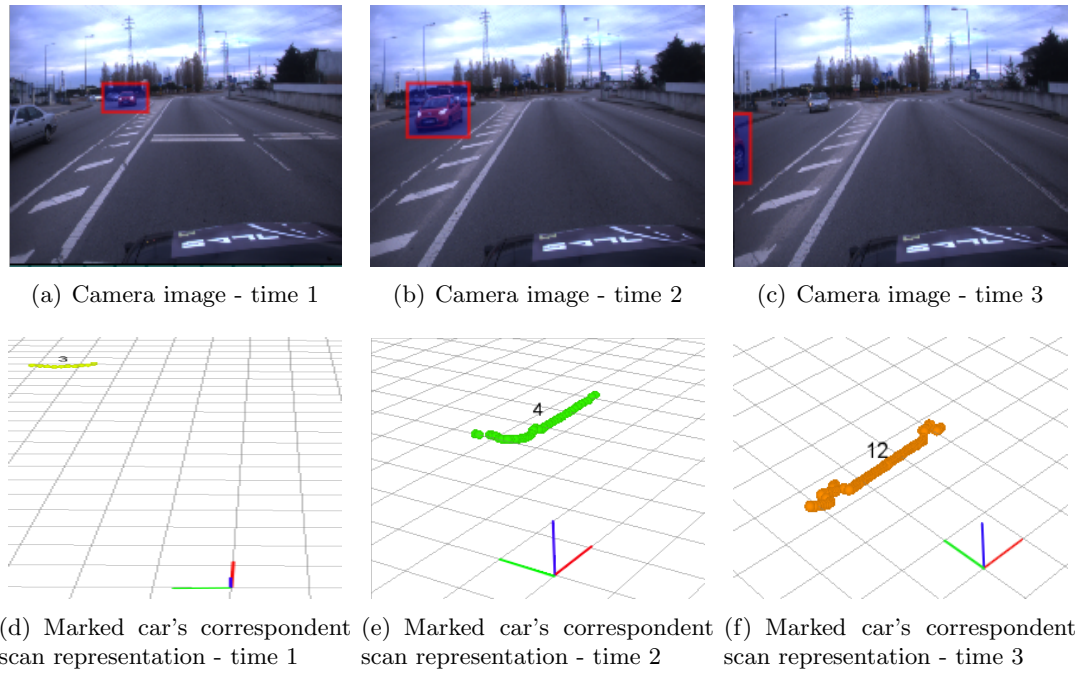 (a) Camera image - time 1
(b) Camera image - time 2
(c) Camera image - time 3
3
4
12
(d) Marked car's correspondent
scan representation - time 1
(e) Marked car's correspondent
scan representation - time 2
(f) Marked car's correspondent
scan representation - time 3